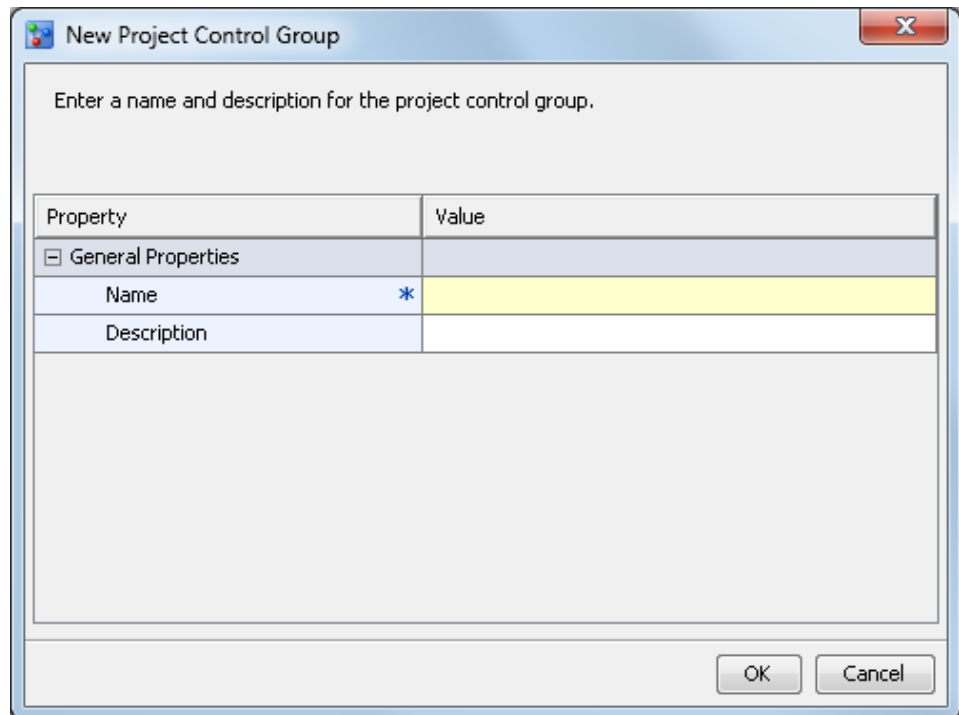 New Project Control Group
Enter a name and description for the project control group.
Property Value
General Properties
Name *
Description
OK Cancel